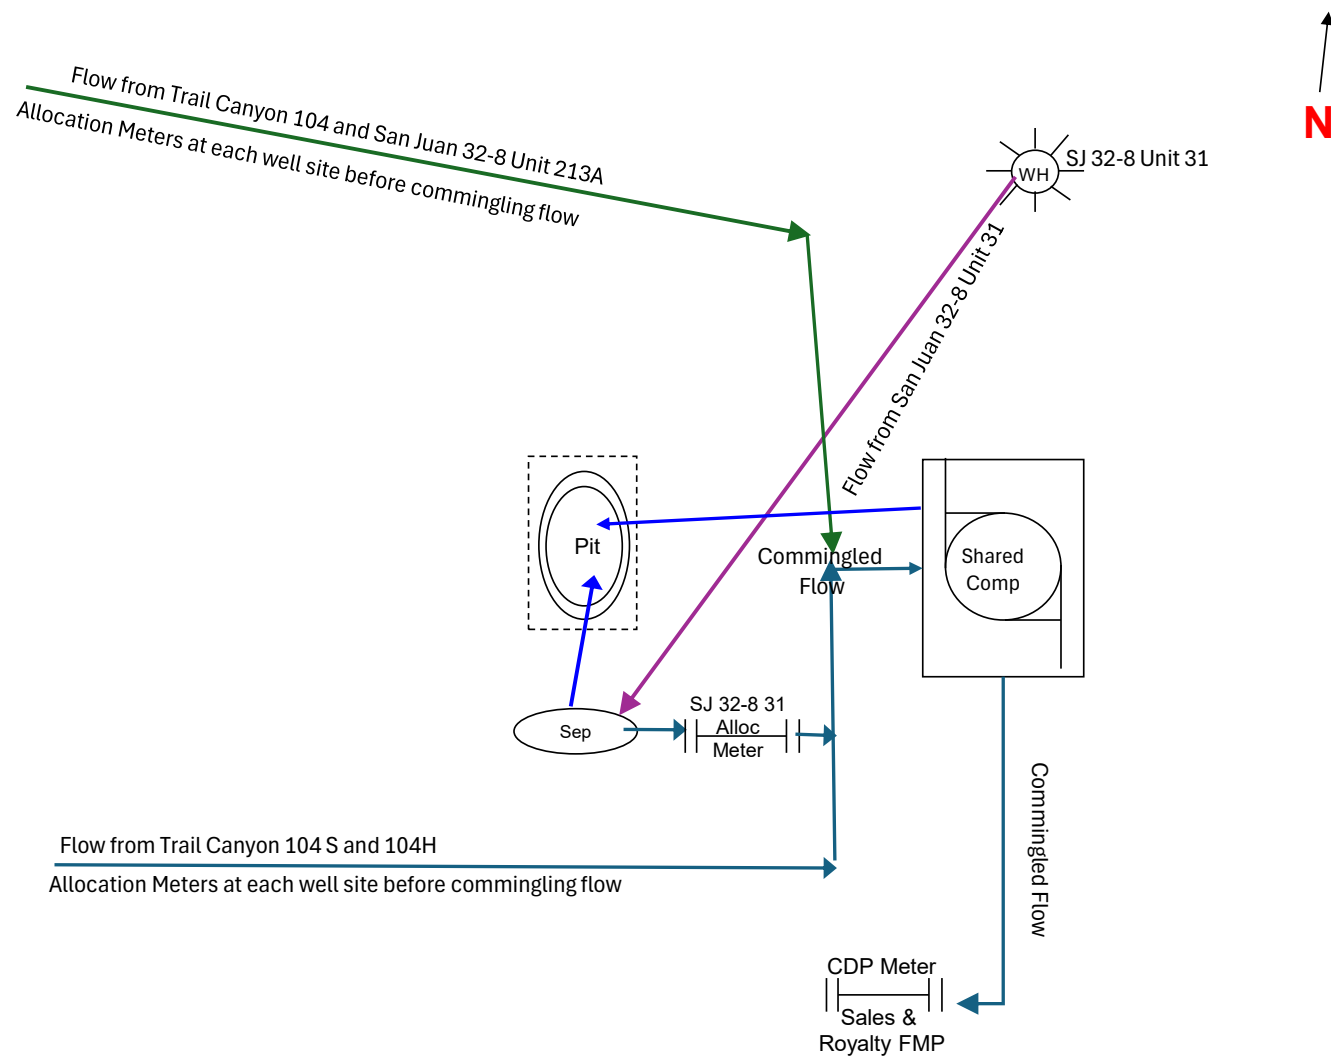 Flow from Trail Canyon 104 and San Juan 32-8 Unit 213A
Allocation Meters at each well site before commingling flow
N
WH
SJ 32-8 Unit 31
Flow from San Juan 32-8 Unit 31
Pit
Commingled
Flow
Shared
Comp
Sep
SJ 32-8 31
Alloc
Meter
Flow from Trail Canyon 104 S and 104H
Allocation Meters at each well site before commingling flow
Commingled Flow
CDP Meter
Sales &
Royalty FMP